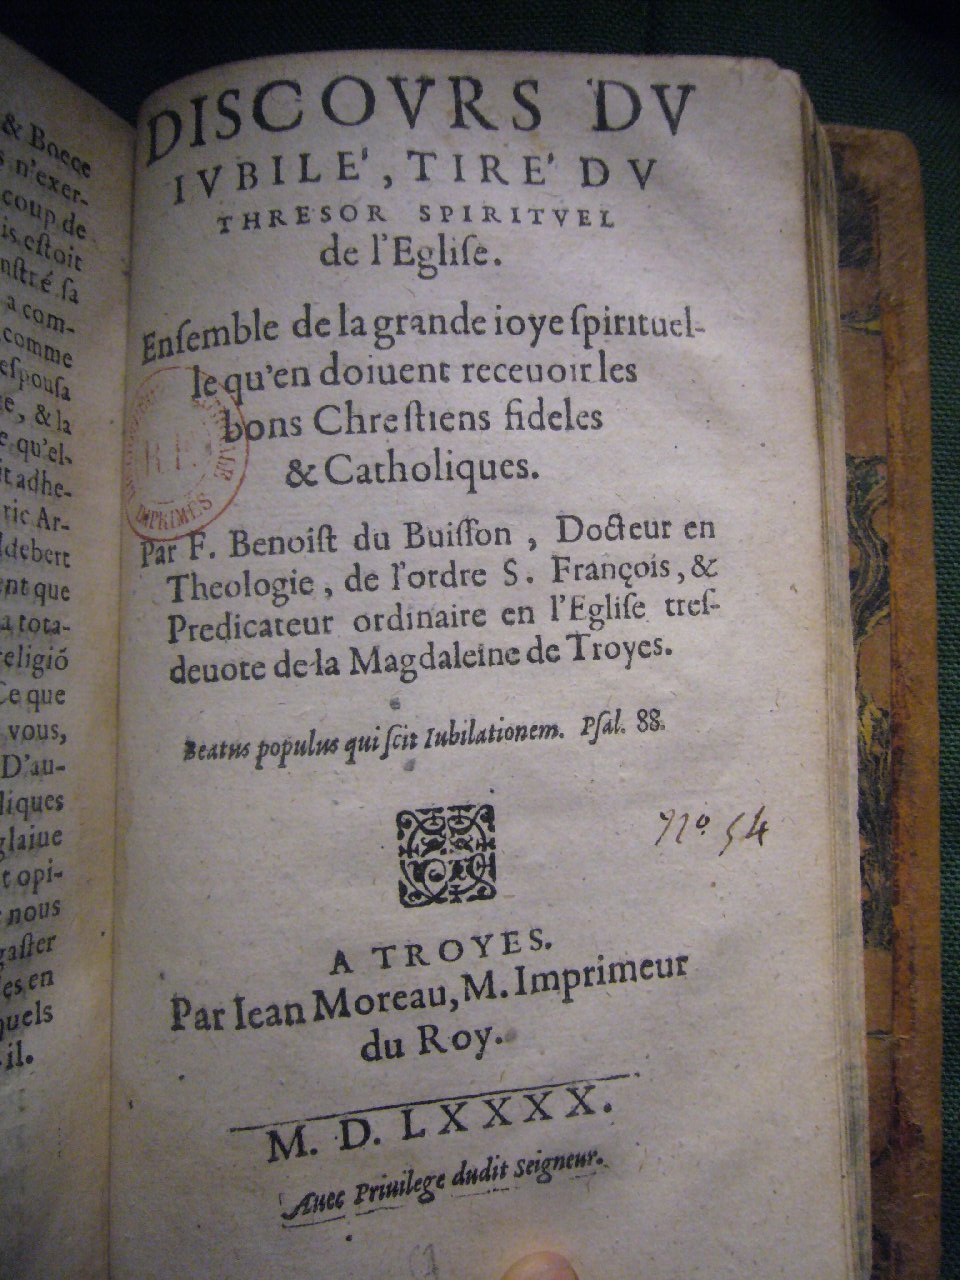 & Boece
n'exer-
coup de
estoit
nſtré ſa
a com-
comme
eſpouſa
& la
qu'el-
adhe-
ric Ar-
ldebert
ent que
a tota-
religiõ
Ce que
vous,
D'au-
liques
glaiue
opi-
nous
gaſter
en
quels
il.
DISCOVRS DV
IVBILE', TIRE' DV
THRESOR SPIRITVEL
de l'Egliſe.
Enſemble de la grande ioye ſpirituel-
le qu'en doiuent receuoir les
bons Chreſtiens fideles
& Catholiques.
Par F. Benoiſt du Buiſſon, Docteur en
Theologie, de l'ordre S. François, &
Predicateur ordinaire en l'Egliſe treſ-
deuote de la Magdaleine de Troyes.
Beatus populus qui ſcit Iubilationem. Pſal. 88.
No. 54
A TROYES.
Par Iean Moreau, M. Imprimeur
du Roy.
M. D. LXXXX.
Auec Priuilege dudit Seigneur.
IMPRIMÉS